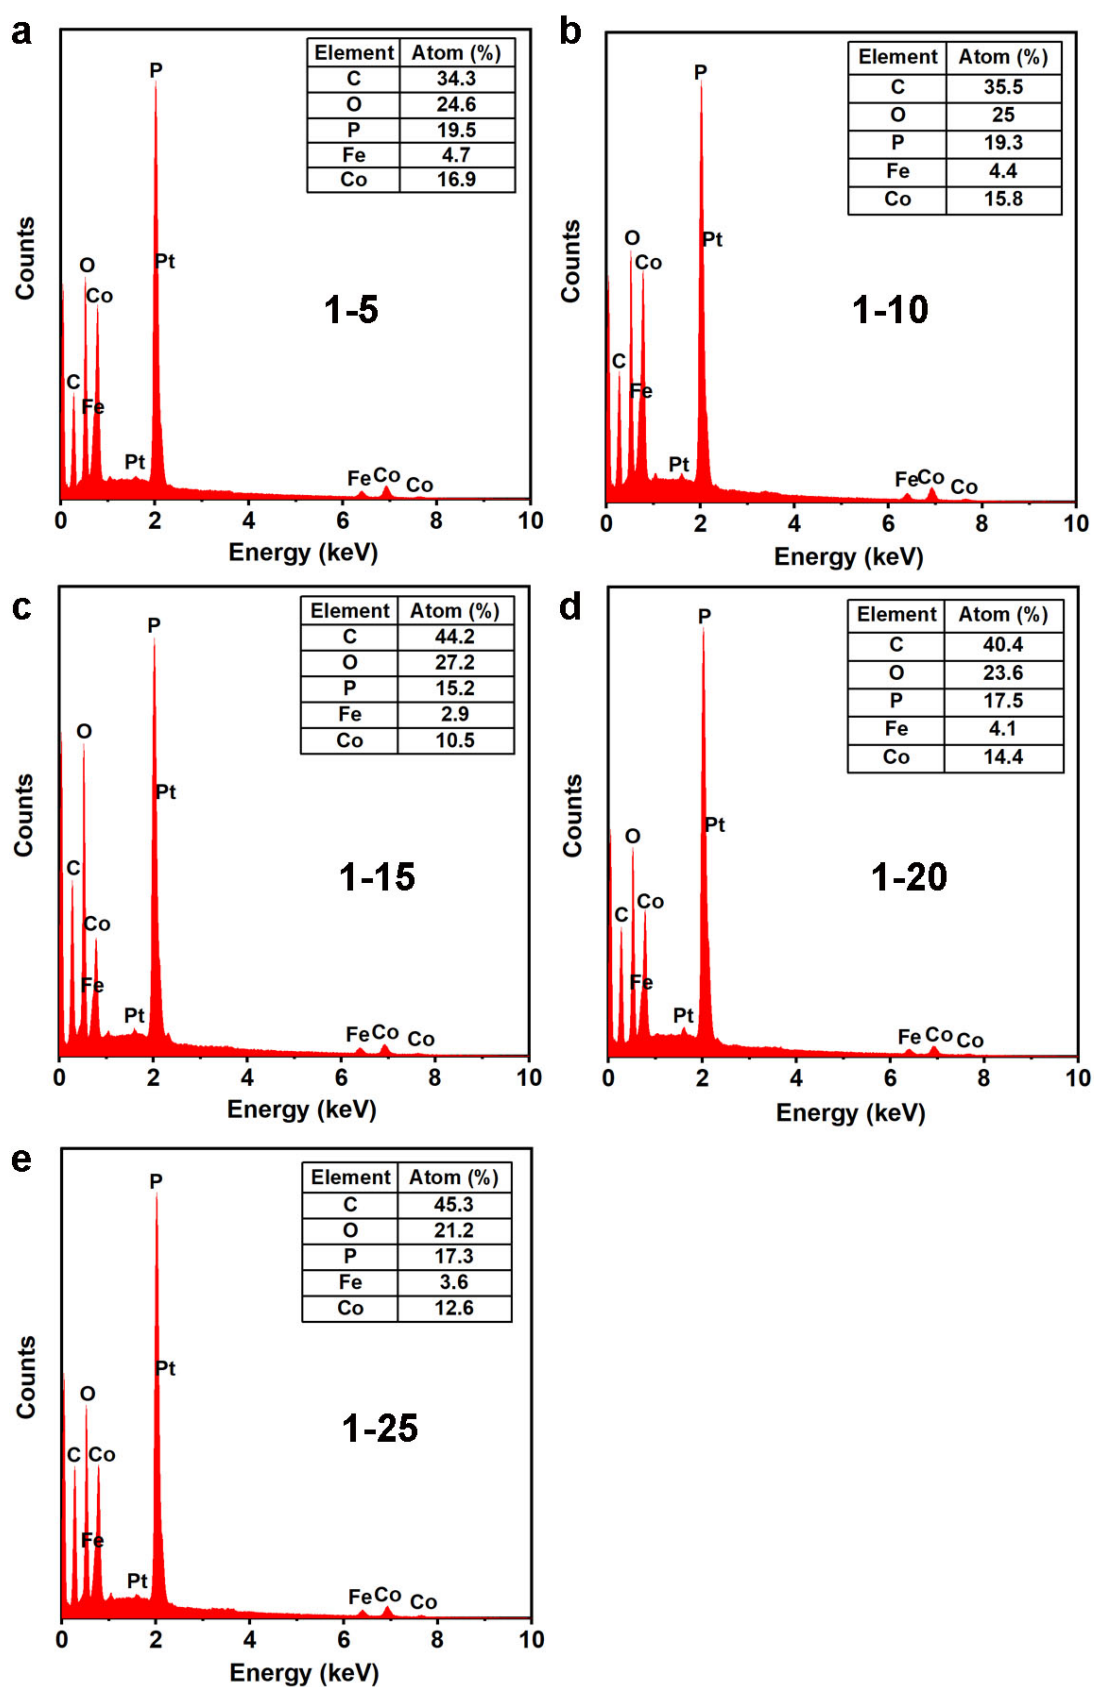 a
Element Atom (%)
C 34.3
O 24.6
P 19.5
Fe 4.7
Co 16.9
P
Pt
O
Co
C
Fe
Pt
Fe Co Co
1-5
Counts
0 2 4 6 8 10
Energy (keV)
b
Element Atom (%)
C 35.5
O 25
P 19.3
Fe 4.4
Co 15.8
P
Pt
O
Co
C
Fe
Pt
Fe Co Co
1-10
Counts
0 2 4 6 8 10
Energy (keV)
c
Element Atom (%)
C 44.2
O 27.2
P 15.2
Fe 2.9
Co 10.5
P
O
Pt
C
Co
Fe
Pt
Fe Co Co
1-15
Counts
0 2 4 6 8 10
Energy (keV)
d
Element Atom (%)
C 40.4
O 23.6
P 17.5
Fe 4.1
Co 14.4
P
Pt
O
Co
C
Fe
Pt
Fe Co Co
1-20
Counts
0 2 4 6 8 10
Energy (keV)
e
Element Atom (%)
C 45.3
O 21.2
P 17.3
Fe 3.6
Co 12.6
P
Pt
O
C Co
Fe
Pt
Fe Co Co
1-25
Counts
0 2 4 6 8 10
Energy (keV)